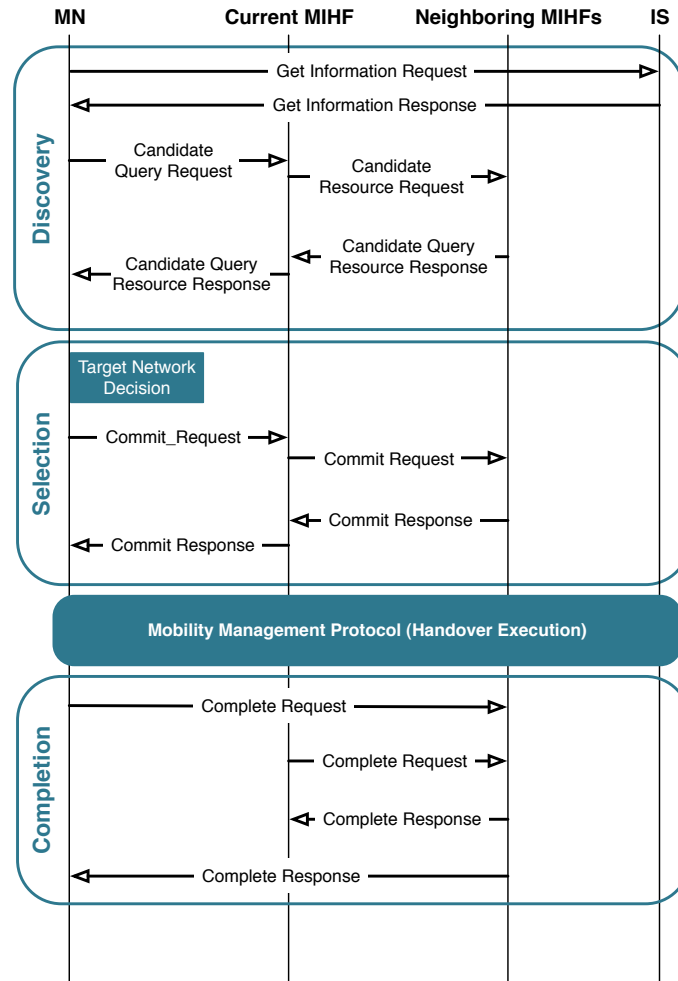 MN Current MIHF Neighboring MIHFs IS
Discovery
Get Information Request
Get Information Response
Candidate
Query Request
Candidate
Resource Request
Candidate Query
Resource Response
Candidate Query
Resource Response
Selection
Target Network
Decision
Commit_Request
Commit Request
Commit Response
Commit Response
Mobility Management Protocol (Handover Execution)
Completion
Complete Request
Complete Request
Complete Response
Complete Response